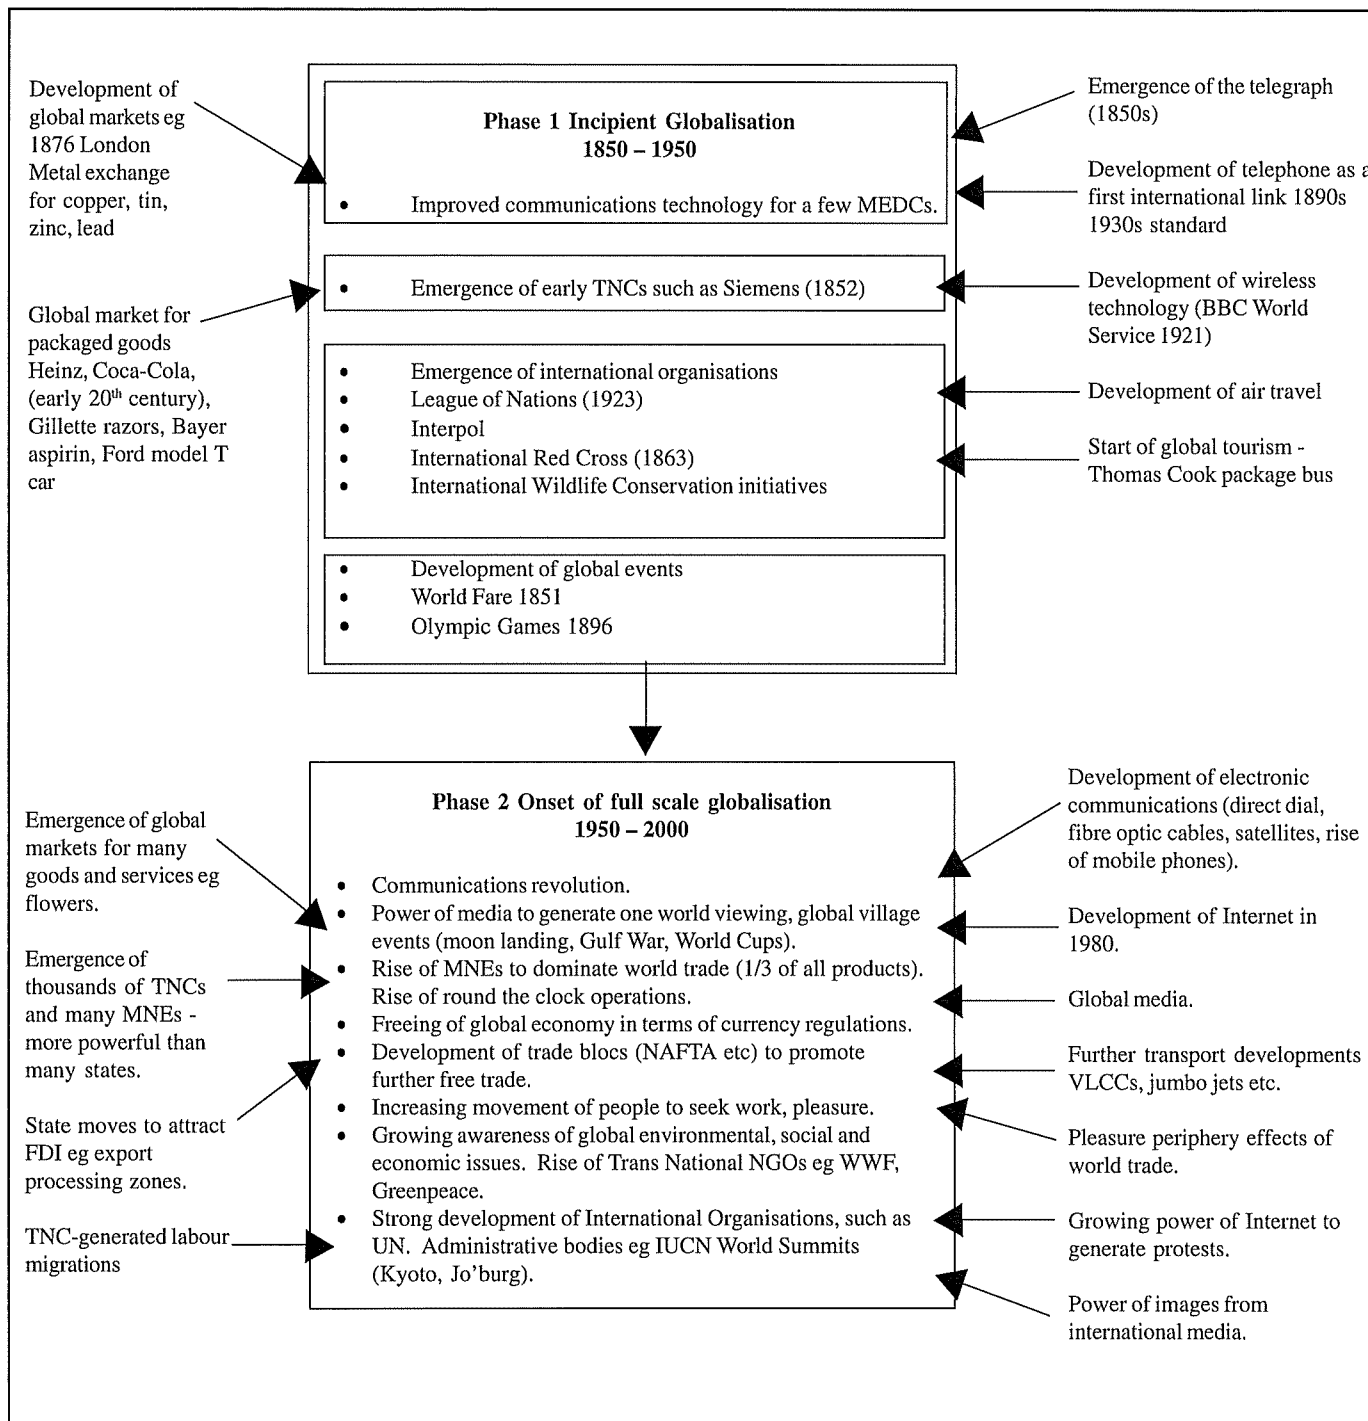 Development of
global markets eg
1876 London
Metal exchange
for copper, tin,
zinc, lead
Global market for
packaged goods
Heinz, Coca-Cola,
(early 20th century),
Gillette razors, Bayer
aspirin, Ford model T
car
Phase 1 Incipient Globalisation
1850 – 1950
• Improved communications technology for a few MEDCs.
• Emergence of early TNCs such as Siemens (1852)
• Emergence of international organisations
• League of Nations (1923)
• Interpol
• International Red Cross (1863)
• International Wildlife Conservation initiatives
• Development of global events
• World Fare 1851
• Olympic Games 1896
Emergence of the telegraph
(1850s)
Development of telephone as a
first international link 1890s
1930s standard
Development of wireless
technology (BBC World
Service 1921)
Development of air travel
Start of global tourism -
Thomas Cook package bus
Emergence of global
markets for many
goods and services eg
flowers.
Emergence of
thousands of TNCs
and many MNEs -
more powerful than
many states.
State moves to attract
FDI eg export
processing zones.
TNC-generated labour
migrations
Phase 2 Onset of full scale globalisation
1950 – 2000
• Communications revolution.
• Power of media to generate one world viewing, global village
events (moon landing, Gulf War, World Cups).
• Rise of MNEs to dominate world trade (1/3 of all products).
Rise of round the clock operations.
• Freeing of global economy in terms of currency regulations.
• Development of trade blocs (NAFTA etc) to promote
further free trade.
• Increasing movement of people to seek work, pleasure.
• Growing awareness of global environmental, social and
economic issues. Rise of Trans National NGOs eg WWF,
Greenpeace.
• Strong development of International Organisations, such as
UN. Administrative bodies eg IUCN World Summits
(Kyoto, Jo'burg).
Development of electronic
communications (direct dial,
fibre optic cables, satellites, rise
of mobile phones).
Development of Internet in
1980.
Global media.
Further transport developments
VLCCs, jumbo jets etc.
Pleasure periphery effects of
world trade.
Growing power of Internet to
generate protests.
Power of images from
international media.